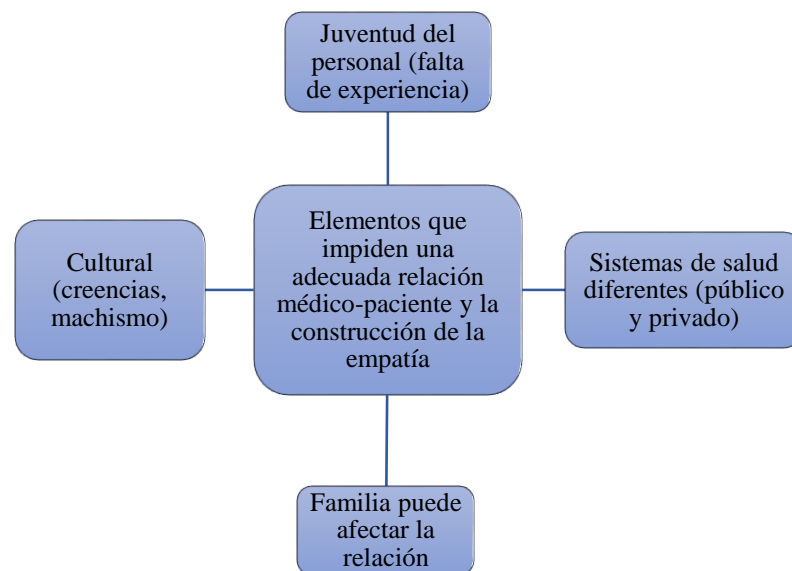 Juventud del
personal (falta
de experiencia)
Elementos que
impiden una
adecuada relación
médico-paciente y la
construcción de la
empatía
Cultural
(creencias,
machismo)
Sistemas de salud
diferentes (público
y privado)
Familia puede
afectar la
relación